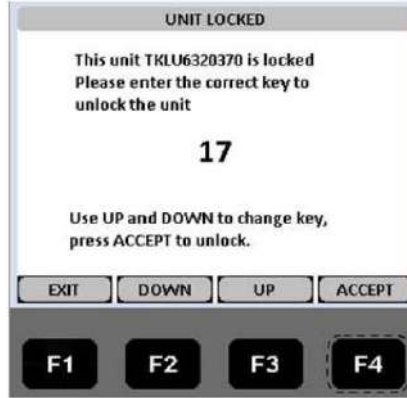 UNIT LOCKED
This unit TKLU6320370 is locked
Please enter the correct key to
unlock the unit
17
Use UP and DOWN to change key,
press ACCEPT to unlock.
EXIT DOWN UP ACCEPT
F1 F2 F3 F4